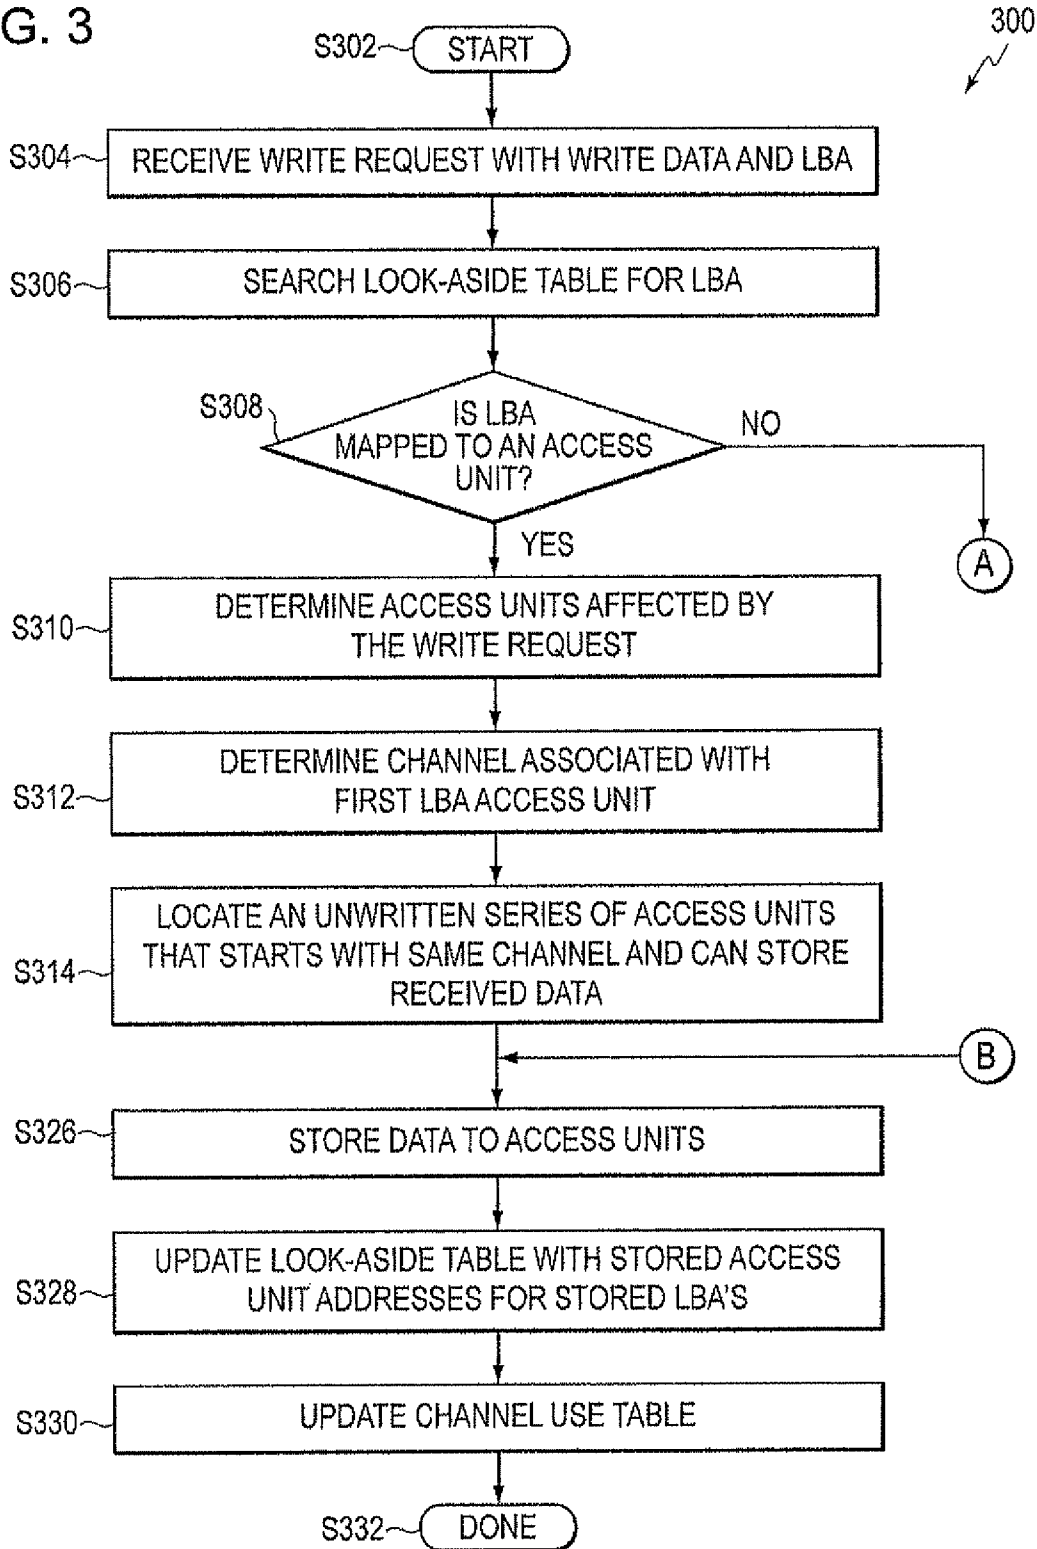 G. 3
300
S302
START
S304
RECEIVE WRITE REQUEST WITH WRITE DATA AND LBA
S306
SEARCH LOOK-ASIDE TABLE FOR LBA
S308
IS LBA
MAPPED TO AN ACCESS
UNIT?
NO
YES
A
S310
DETERMINE ACCESS UNITS AFFECTED BY
THE WRITE REQUEST
S312
DETERMINE CHANNEL ASSOCIATED WITH
FIRST LBA ACCESS UNIT
S314
LOCATE AN UNWRITTEN SERIES OF ACCESS UNITS
THAT STARTS WITH SAME CHANNEL AND CAN STORE
RECEIVED DATA
B
S326
STORE DATA TO ACCESS UNITS
S328
UPDATE LOOK-ASIDE TABLE WITH STORED ACCESS
UNIT ADDRESSES FOR STORED LBA'S
S330
UPDATE CHANNEL USE TABLE
S332
DONE